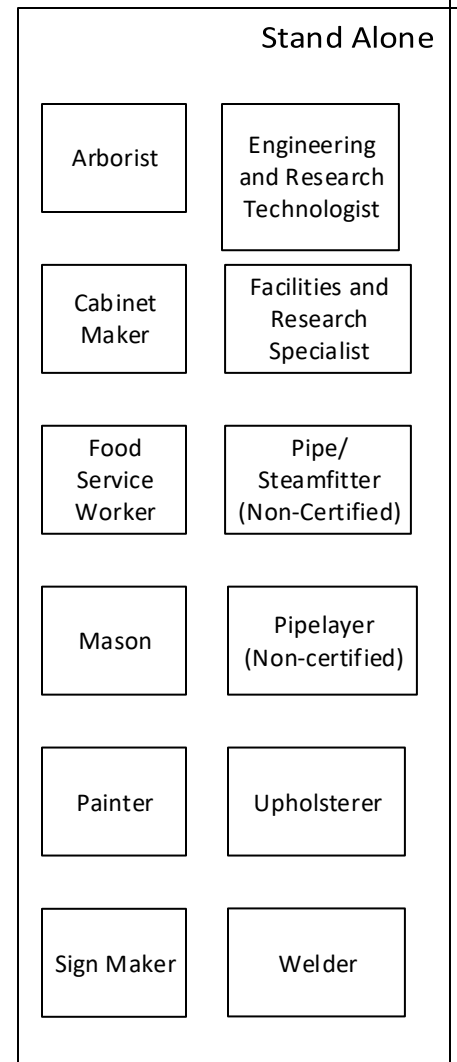 Stand Alone
Arborist
Engineering
and Research
Technologist
Cabinet
Maker
Facilities and
Research
Specialist
Food
Service
Worker
Pipe/
Steamfitter
(Non-Certified)
Mason
Pipelayer
(Non-certified)
Painter
Upholsterer
Sign Maker
Welder